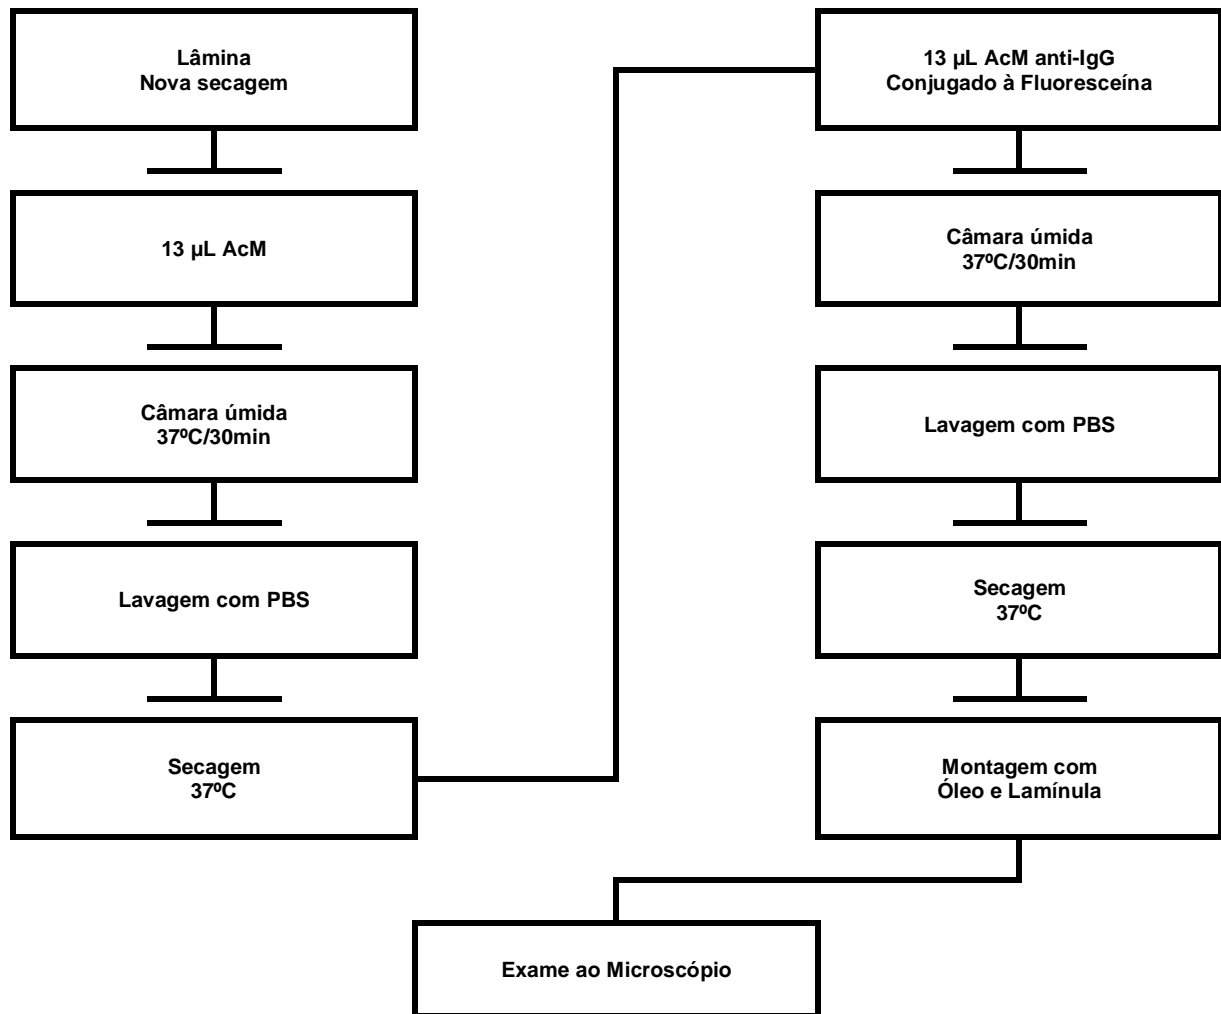 Lâmina
Nova secagem
13 µL AcM
Câmara úmida
37ºC/30min
Lavagem com PBS
Secagem
37ºC
13 µL AcM anti-IgG
Conjugado à Fluoresceína
Câmara úmida
37ºC/30min
Lavagem com PBS
Secagem
37ºC
Montagem com
Óleo e Lamínula
Exame ao Microscópio